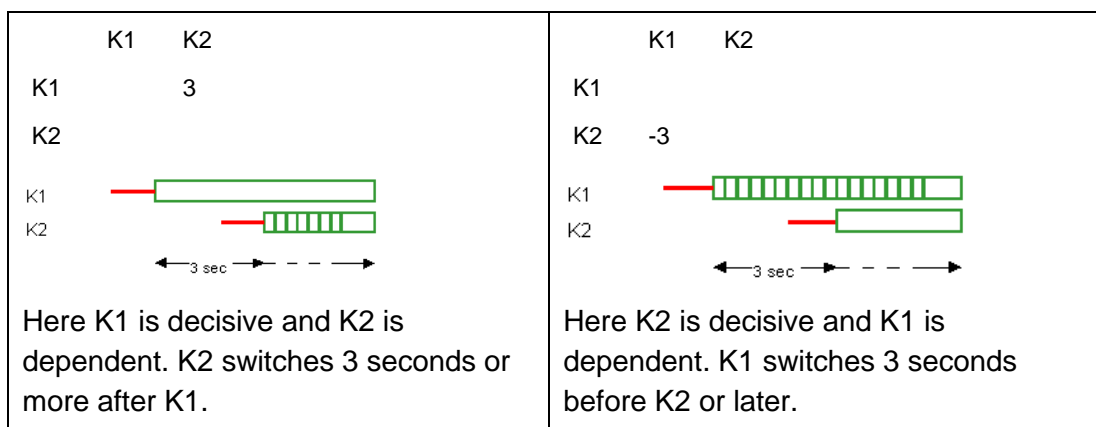 K1 K2
K1 3
K2
K1
K2
3 sec
Here K1 is decisive and K2 is
dependent. K2 switches 3 seconds or
more after K1.
K1 K2
K1
K2 -3
K1
K2
3 sec
Here K2 is decisive and K1 is
dependent. K1 switches 3 seconds
before K2 or later.